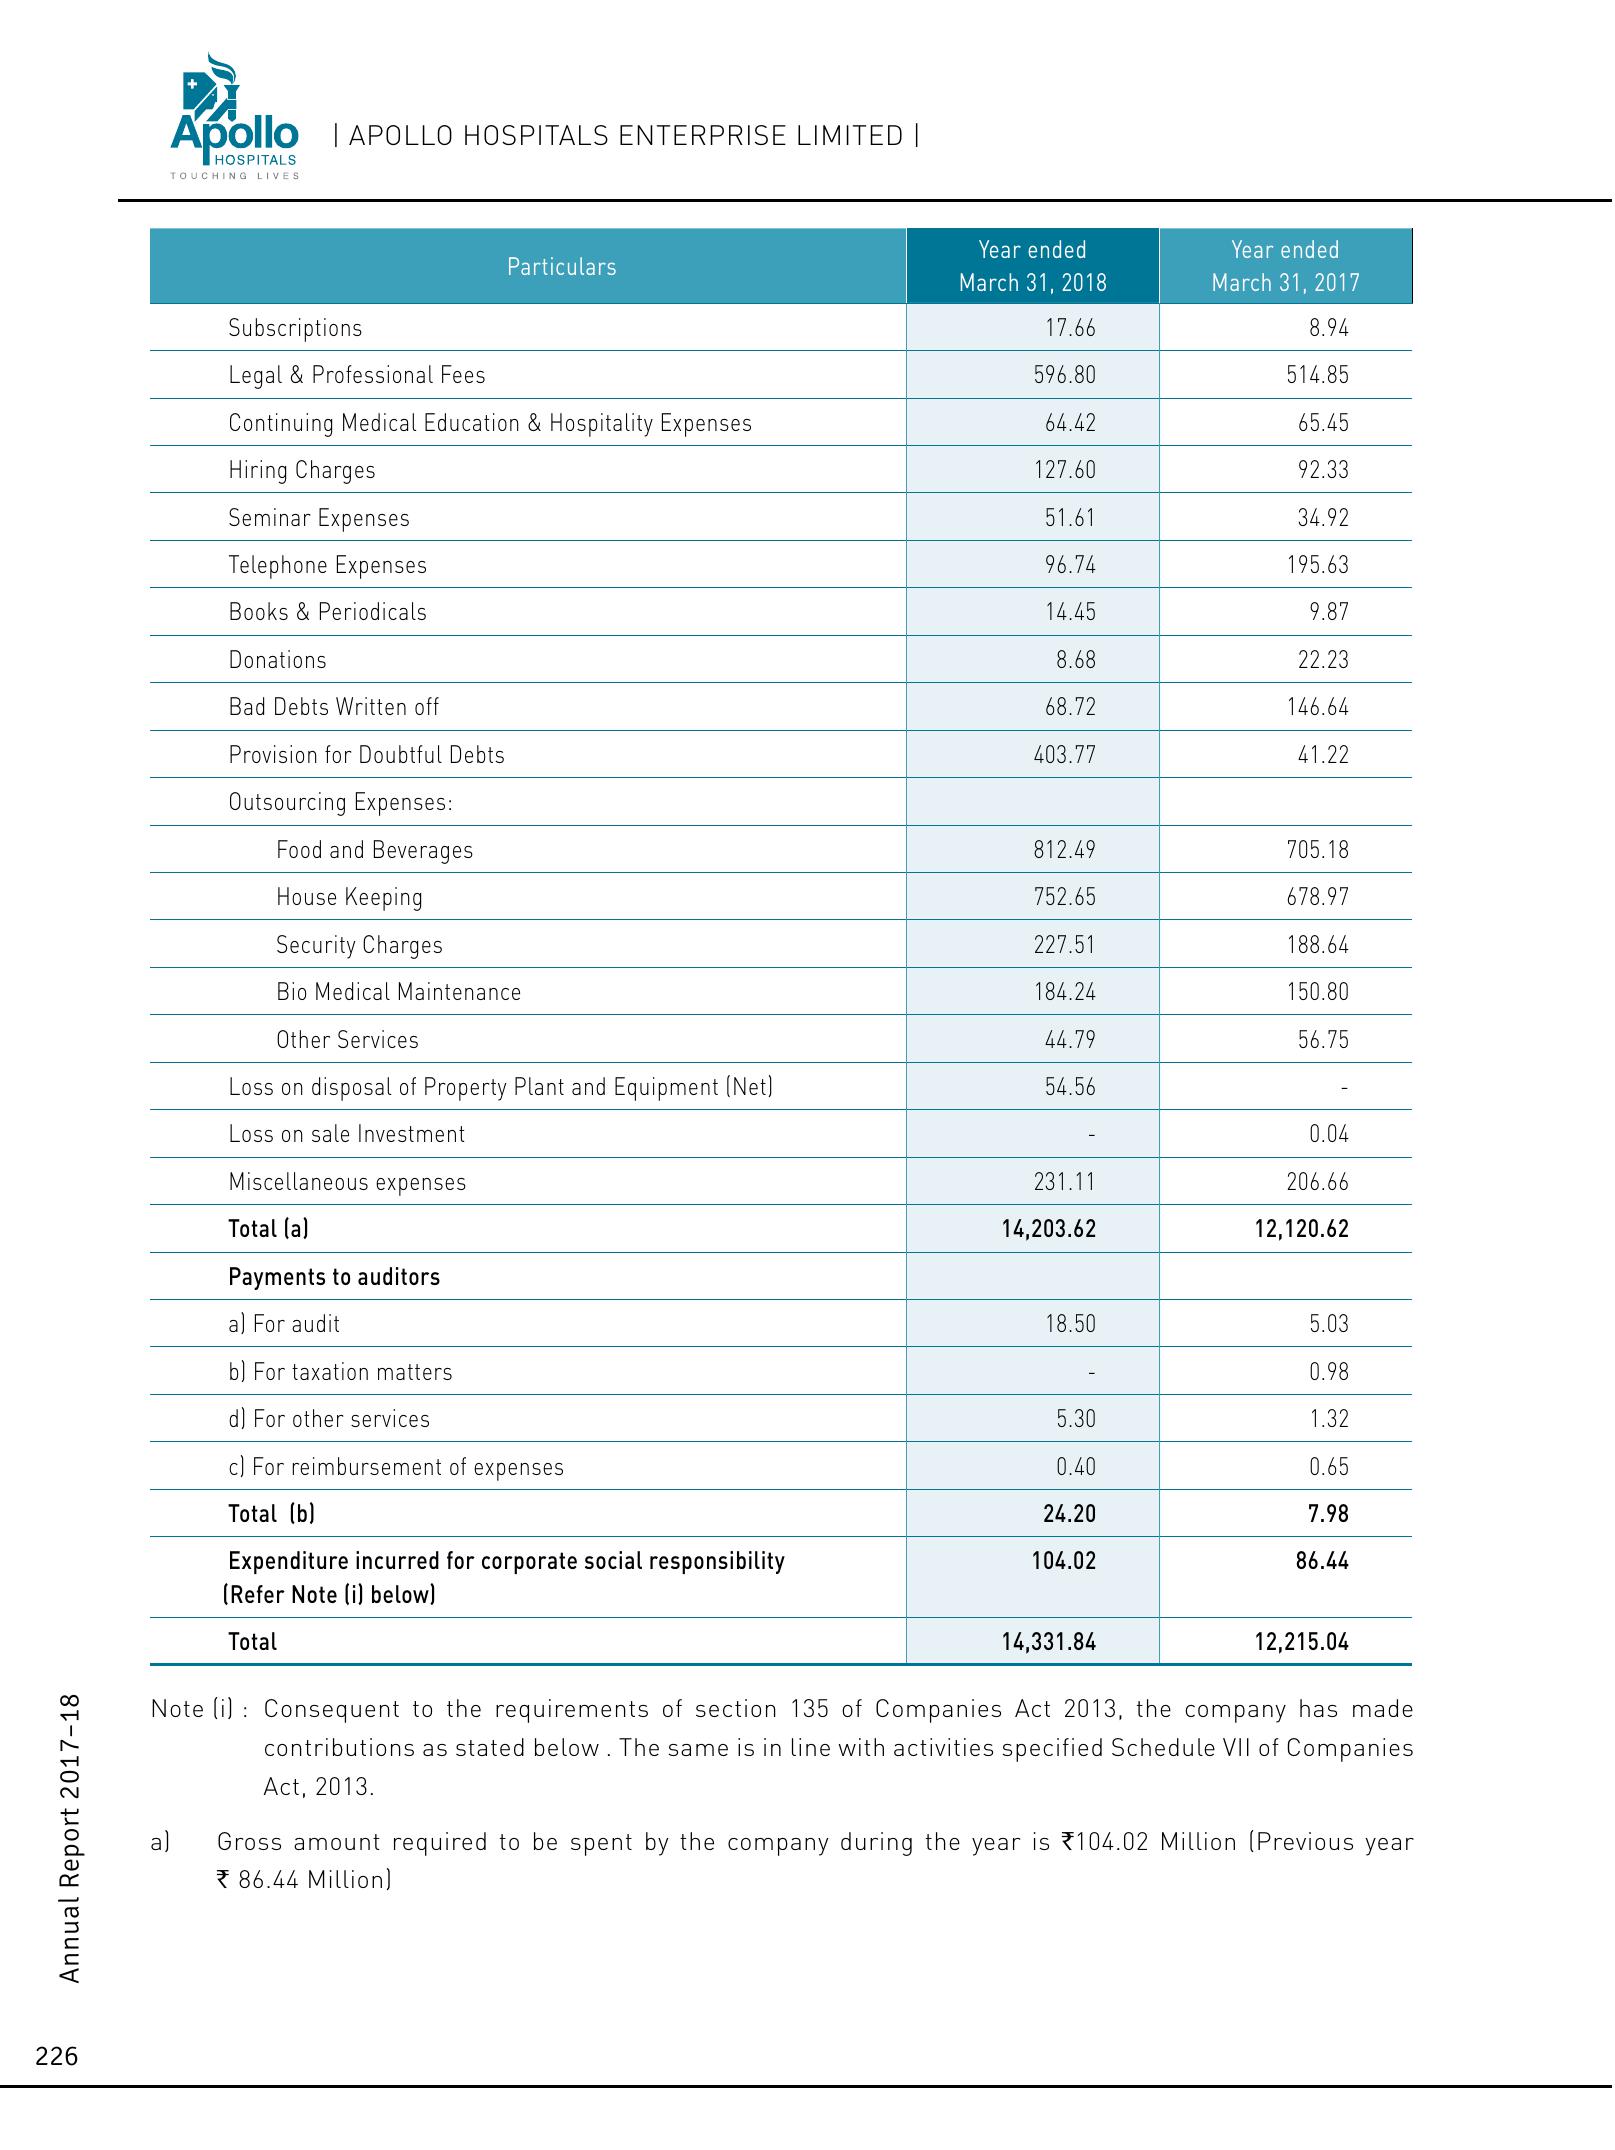 Apollo
HOSPITALS
TOUCHING LIVES
| APOLLO HOSPITALS ENTERPRISE LIMITED |
Particulars Year ended March 31, 2018 Year ended March 31, 2017
Subscriptions 17.66 8.94
Legal & Professional Fees 596.80 514.85
Continuing Medical Education & Hospitality Expenses 64.42 65.45
Hiring Charges 127.60 92.33
Seminar Expenses 51.61 34.92
Telephone Expenses 96.74 195.63
Books & Periodicals 14.45 9.87
Donations 8.68 22.23
Bad Debts Written off 68.72 146.64
Provision for Doubtful Debts 403.77 41.22
Outsourcing Expenses:
Food and Beverages 812.49 705.18
House Keeping 752.65 678.97
Security Charges 227.51 188.64
Bio Medical Maintenance 184.24 150.80
Other Services 44.79 56.75
Loss on disposal of Property Plant and Equipment (Net) 54.56 -
Loss on sale Investment - 0.04
Miscellaneous expenses 231.11 206.66
Total (a) 14,203.62 12,120.62
Payments to auditors
a) For audit 18.50 5.03
b) For taxation matters - 0.98
d) For other services 5.30 1.32
c) For reimbursement of expenses 0.40 0.65
Total (b) 24.20 7.98
Expenditure incurred for corporate social responsibility 104.02 86.44
(Refer Note (i) below)
Total 14,331.84 12,215.04
Note (i) : Consequent to the requirements of section 135 of Companies Act 2013, the company has made
contributions as stated below . The same is in line with activities specified Schedule VII of Companies
Act, 2013.
a) Gross amount required to be spent by the company during the year is ₹104.02 Million (Previous year
₹ 86.44 Million)
Annual Report 2017–18
226